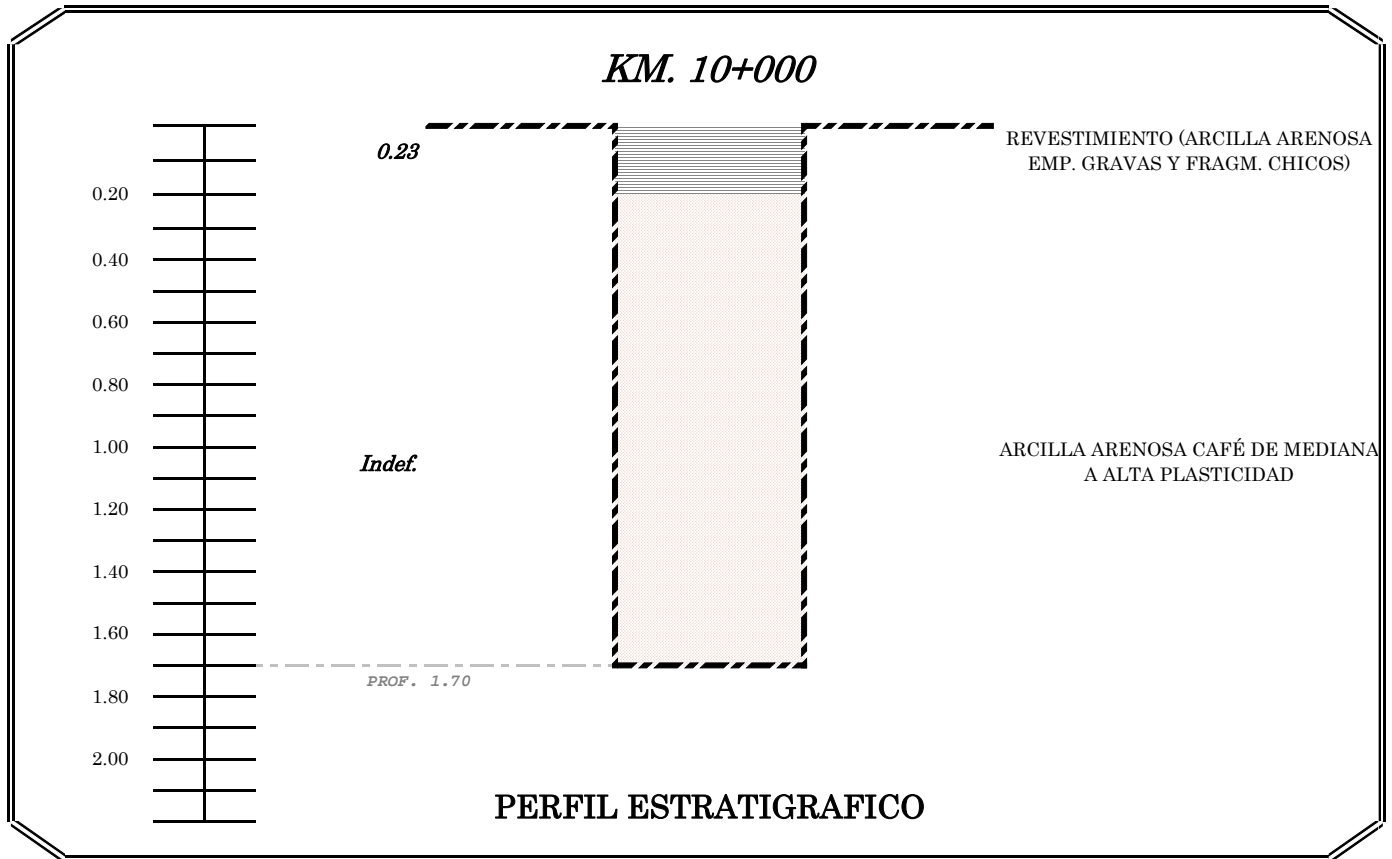 KM. 10+000
0.23
REVESTIMIENTO (ARCILLA ARENOSA
EMP. GRAVAS Y FRAGM. CHICOS)
0.20
0.40
0.60
0.80
1.00
Indef.
ARCILLA ARENOSA CAFÉ DE MEDIANA
A ALTA PLASTICIDAD
1.20
1.40
1.60
PROF. 1.70
1.80
2.00
PERFIL ESTRATIGRAFICO